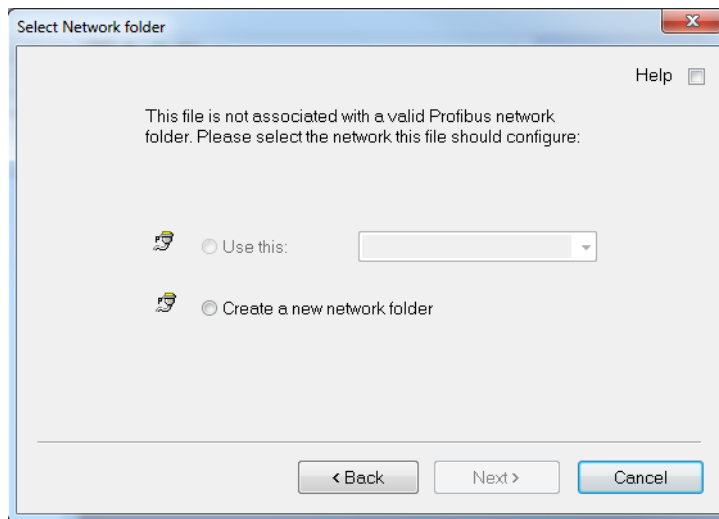 Select Network folder
Help
This file is not associated with a valid Profibus network
folder. Please select the network this file should configure:
Use this:
Create a new network folder
< Back
Next >
Cancel